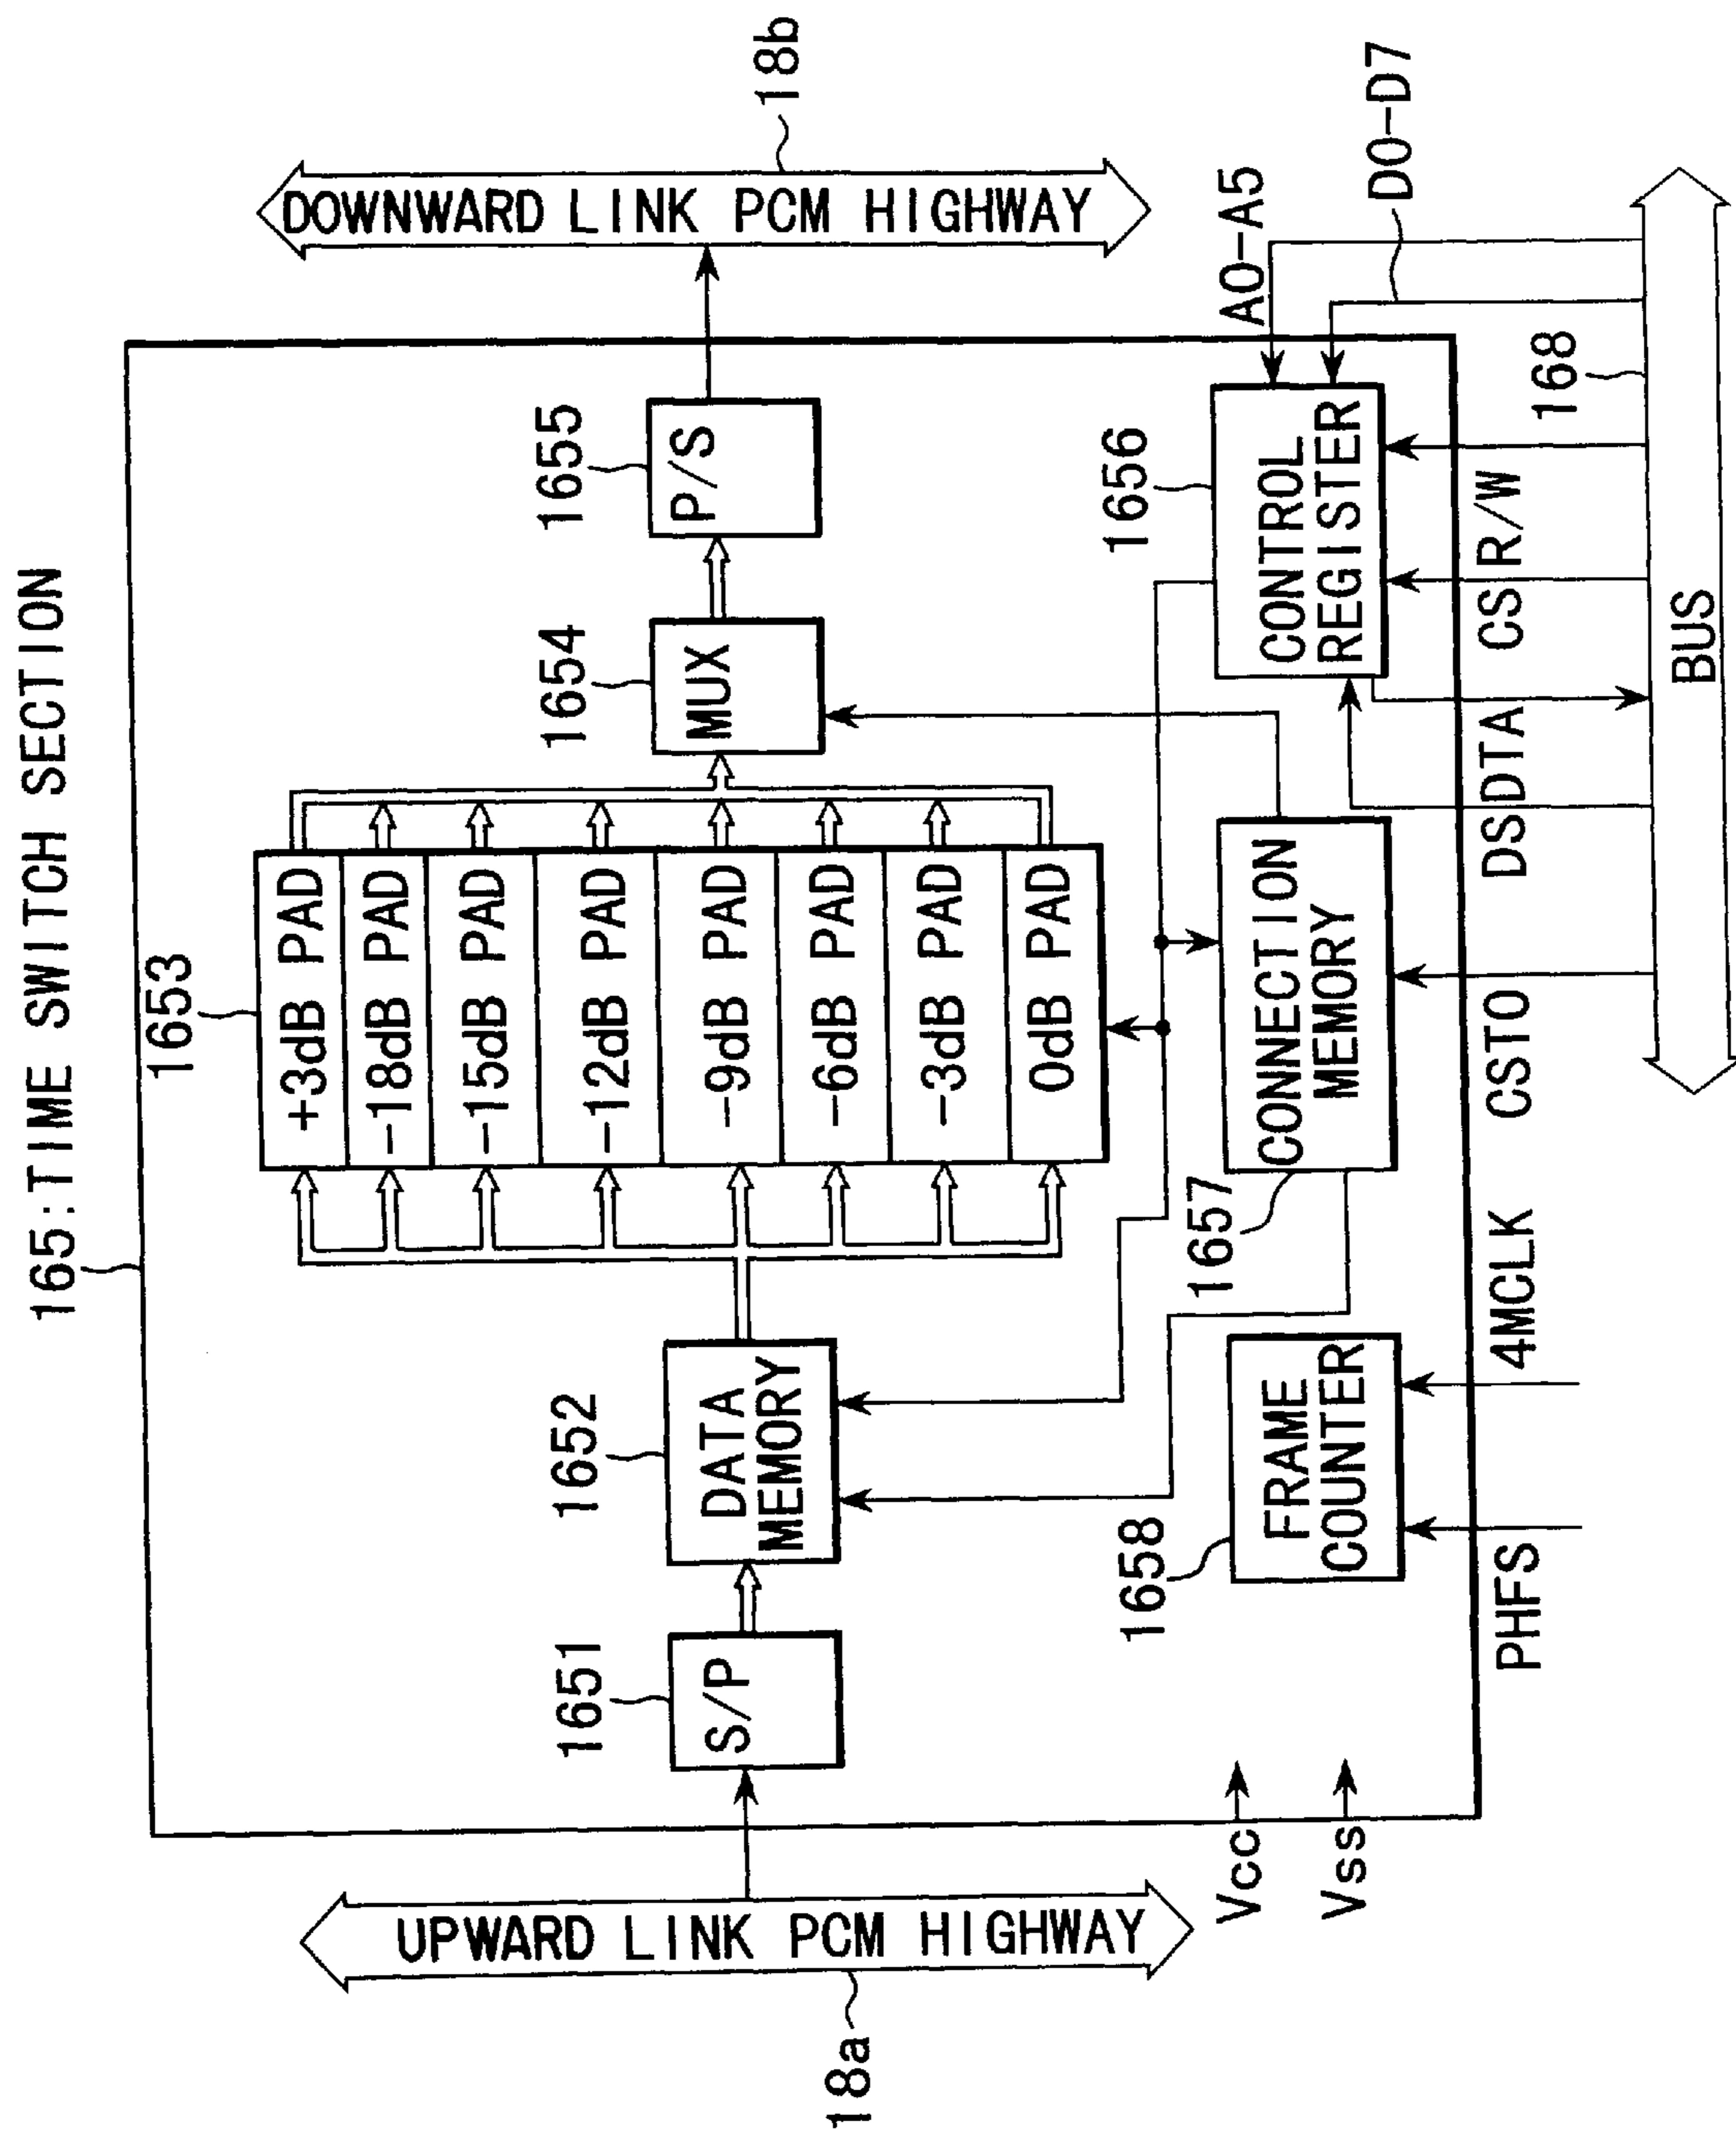 165:TIME SWITCH SECTION
1653
+3dB PAD
-18dB PAD
-15dB PAD
-12dB PAD
-9dB PAD
-6dB PAD
-3dB PAD
0dB PAD
18a
UPWARD LINK PCM HIGHWAY
1651
S/P
1652
DATA
MEMORY
1654
MUX
1655
P/S
DOWNWARD LINK PCM HIGHWAY
18b
1658
FRAME
COUNTER
1657
CONNECTION
MEMORY
1656
CONTROL
REGISTER
A0-A5
D0-D7
Vcc
Vss
PHFS
4MCLK
CSTO
DS
DTA
CS
R/W
168
BUS